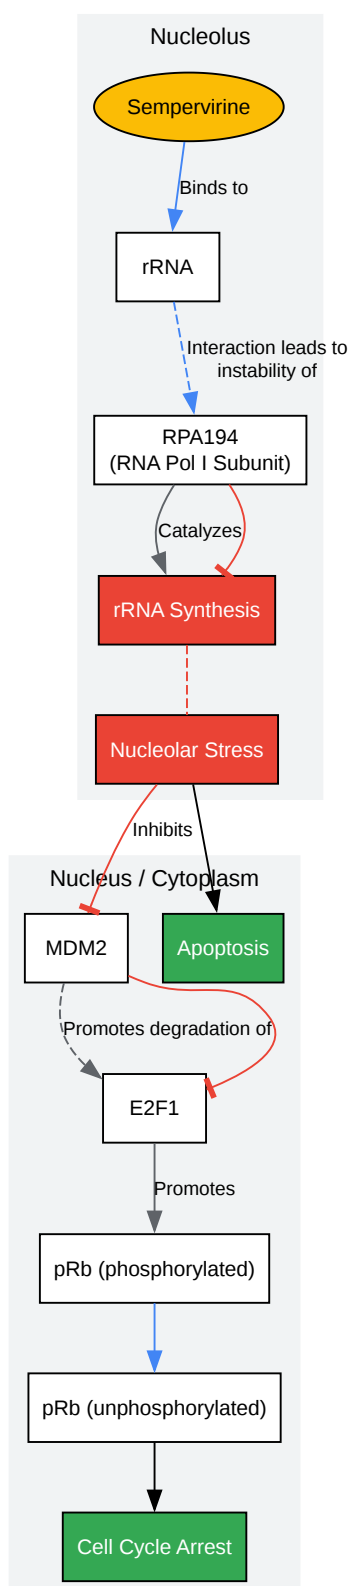 Nucleolus
Sempervirine
Binds to
rRNA
Interaction leads to
instability of
RPA194
(RNA Pol I Subunit)
Catalyzes
rRNA Synthesis
Nucleolar Stress
Inhibits
Nucleus / Cytoplasm
MDM2
Apoptosis
Promotes degradation of
E2F1
Promotes
pRb (phosphorylated)
pRb (unphosphorylated)
Cell Cycle Arrest